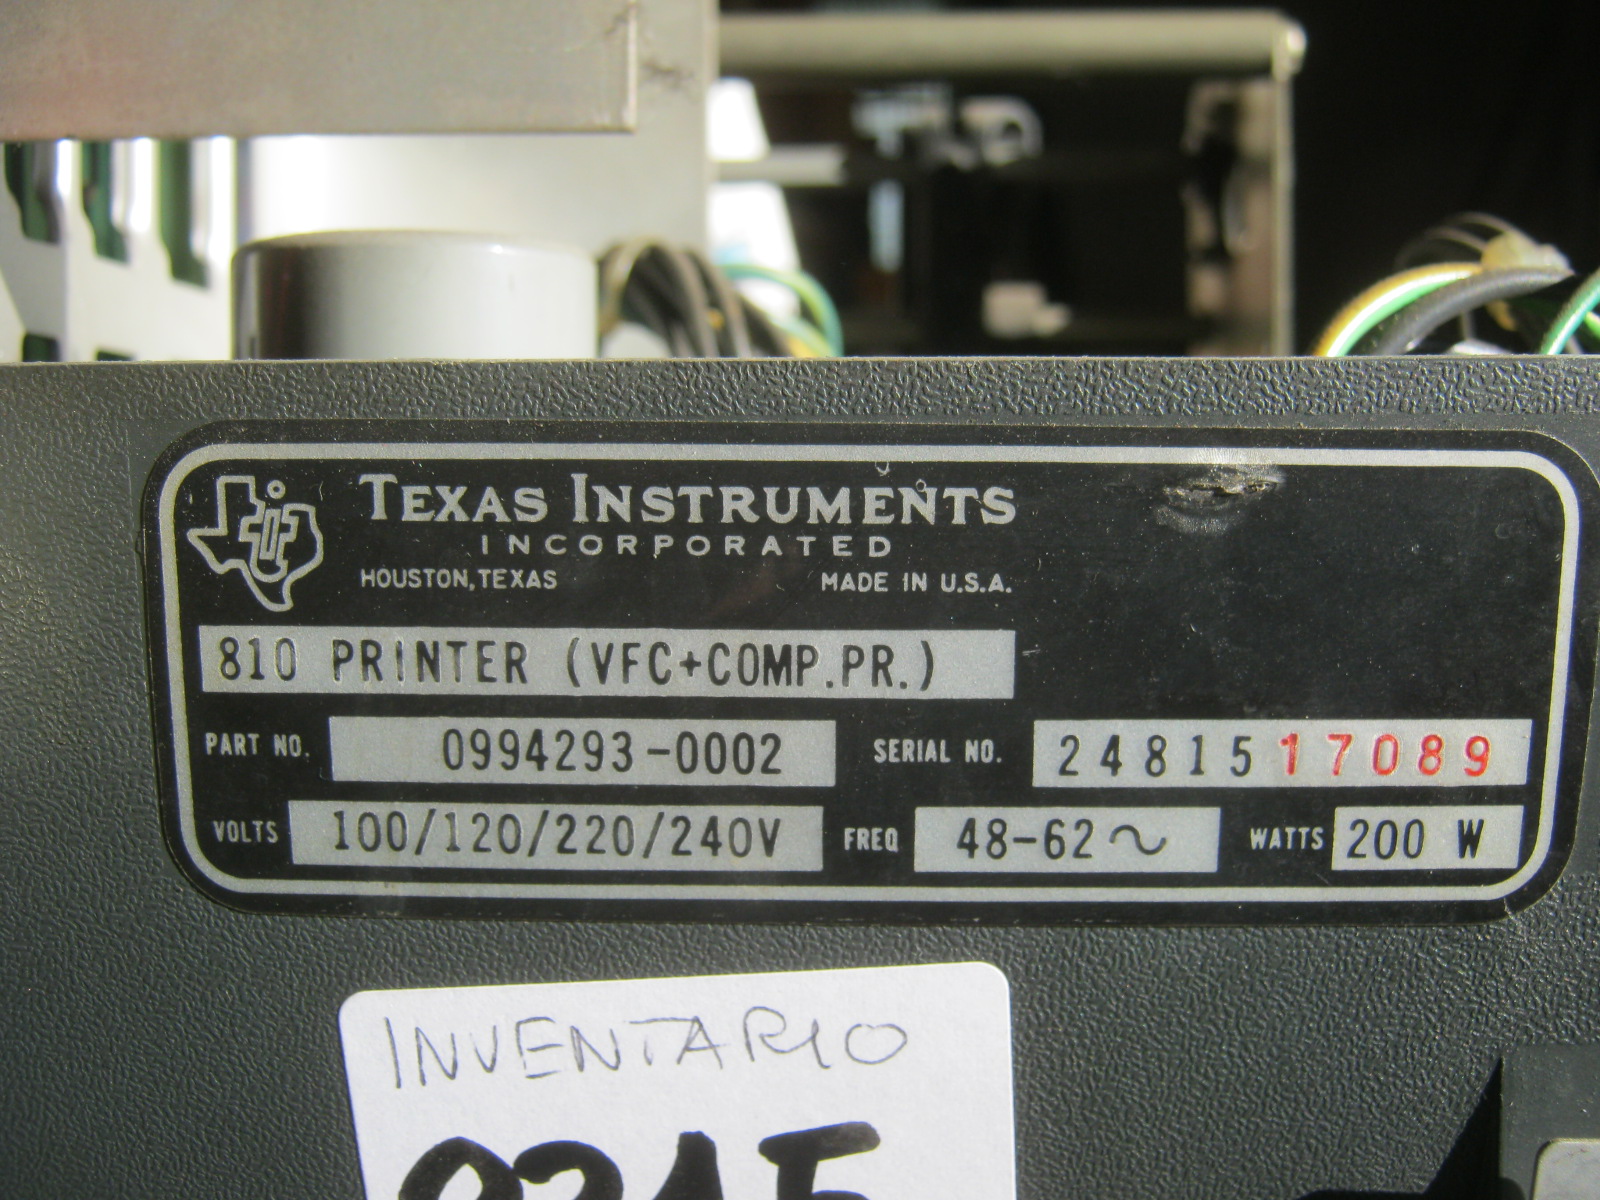 TEXAS INSTRUMENTS
INCORPORATED
HOUSTON, TEXAS MADE IN U.S.A.
810 PRINTER (VFC+COMP.PR.)
PART NO. 0994293-0002 SERIAL NO. 2481517089
VOLTS 100/120/220/240V FREQ 48-62~ WATTS 200 W
INVENTARIO